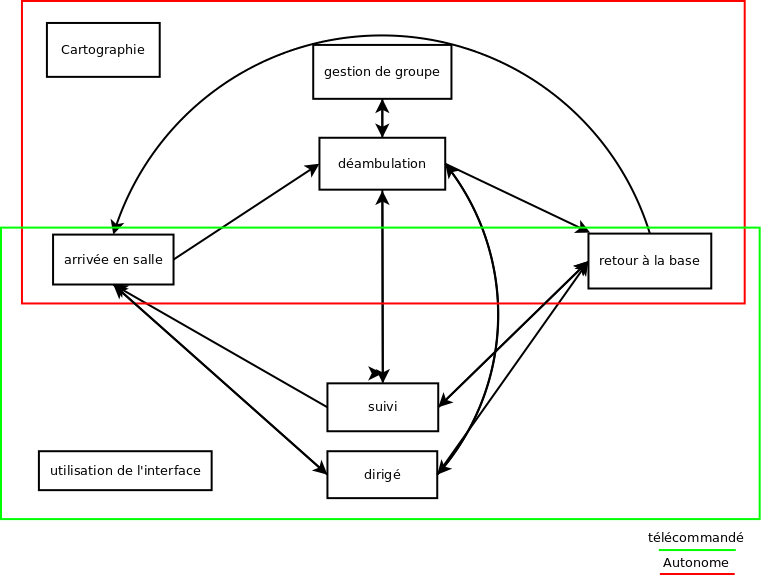 Cartographie
gestion de groupe
déambulation
arrivée en salle
retour à la base
suivi
utilisation de l'interface
dirigé
télécommandé
Autonome